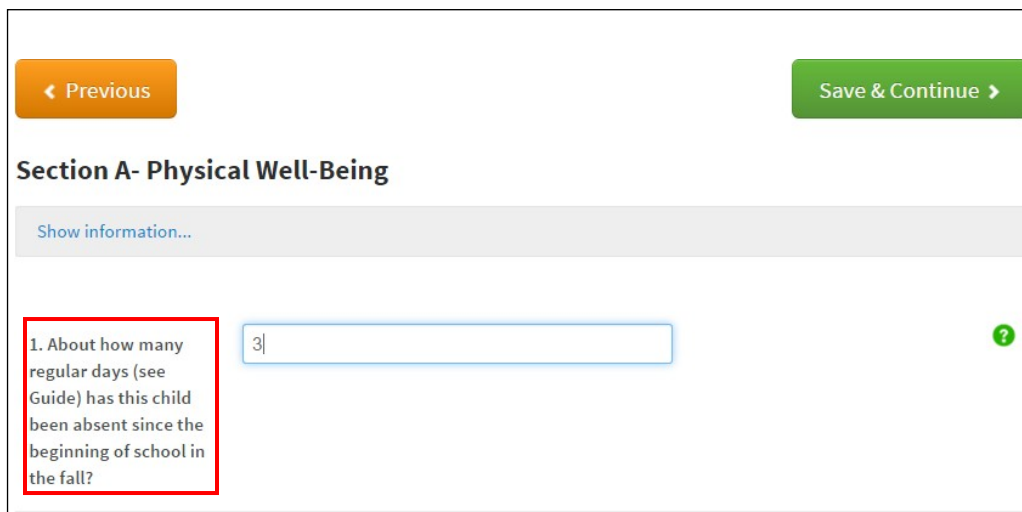 Previous
Save & Continue
Section A- Physical Well-Being
Show information...
1. About how many
regular days (see
Guide) has this child
been absent since the
beginning of school in
the fall?
3
?